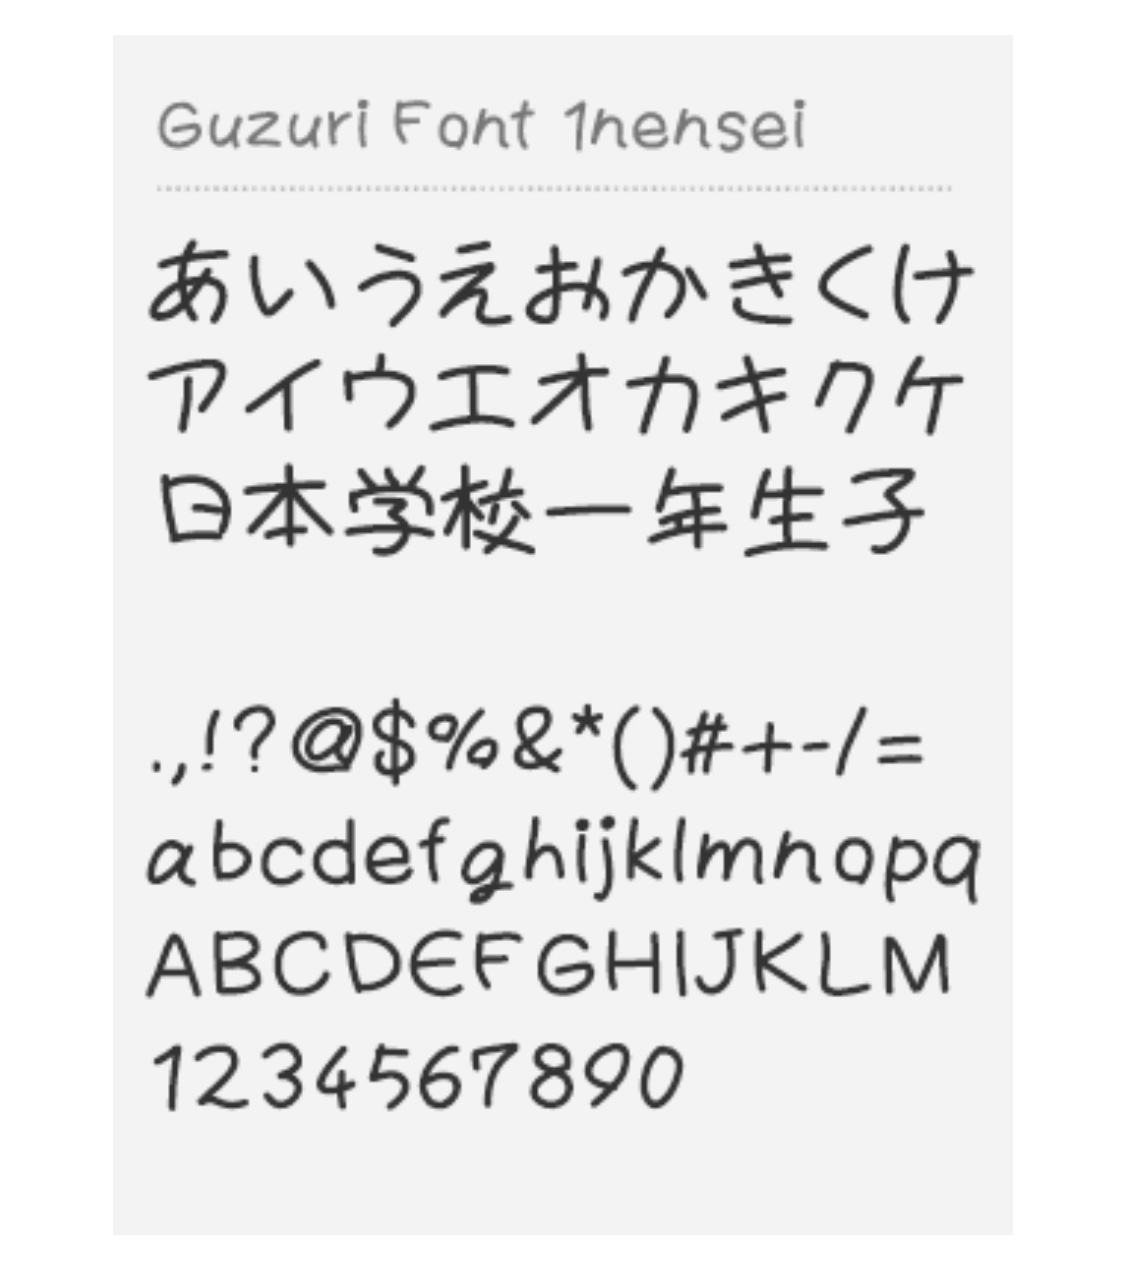 Guzuri Font 1nensei
あいうえおかきくけ
アイウエオカキクケ
日本学校一年生子
.,!?@$%&*()#+-/=
abcdefghijklmnopq
ABCDEFGHIJKLM
1234567890